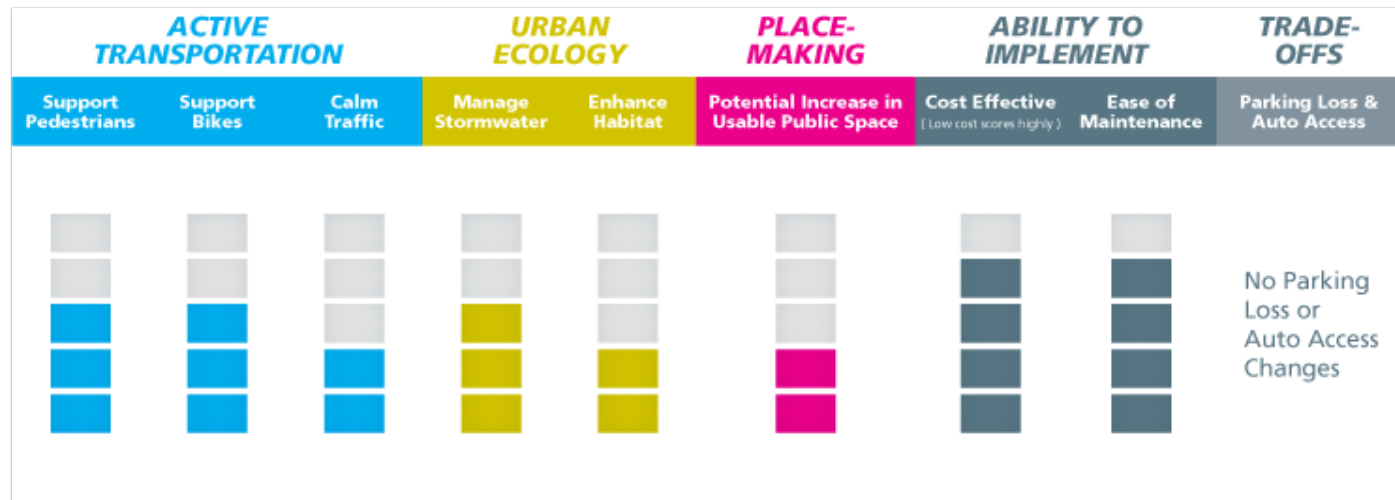 ACTIVE
TRANSPORTATION
URBAN
ECOLOGY
PLACE-
MAKING
ABILITY TO
IMPLEMENT
TRADE-
OFFS
Support
Pedestrians
Support
Bikes
Calm
Traffic
Manage
Stormwater
Enhance
Habitat
Potential Increase in
Usable Public Space
Cost Effective
( Low cost scores highly )
Ease of
Maintenance
Parking Loss &
Auto Access
No Parking
Loss or
Auto Access
Changes